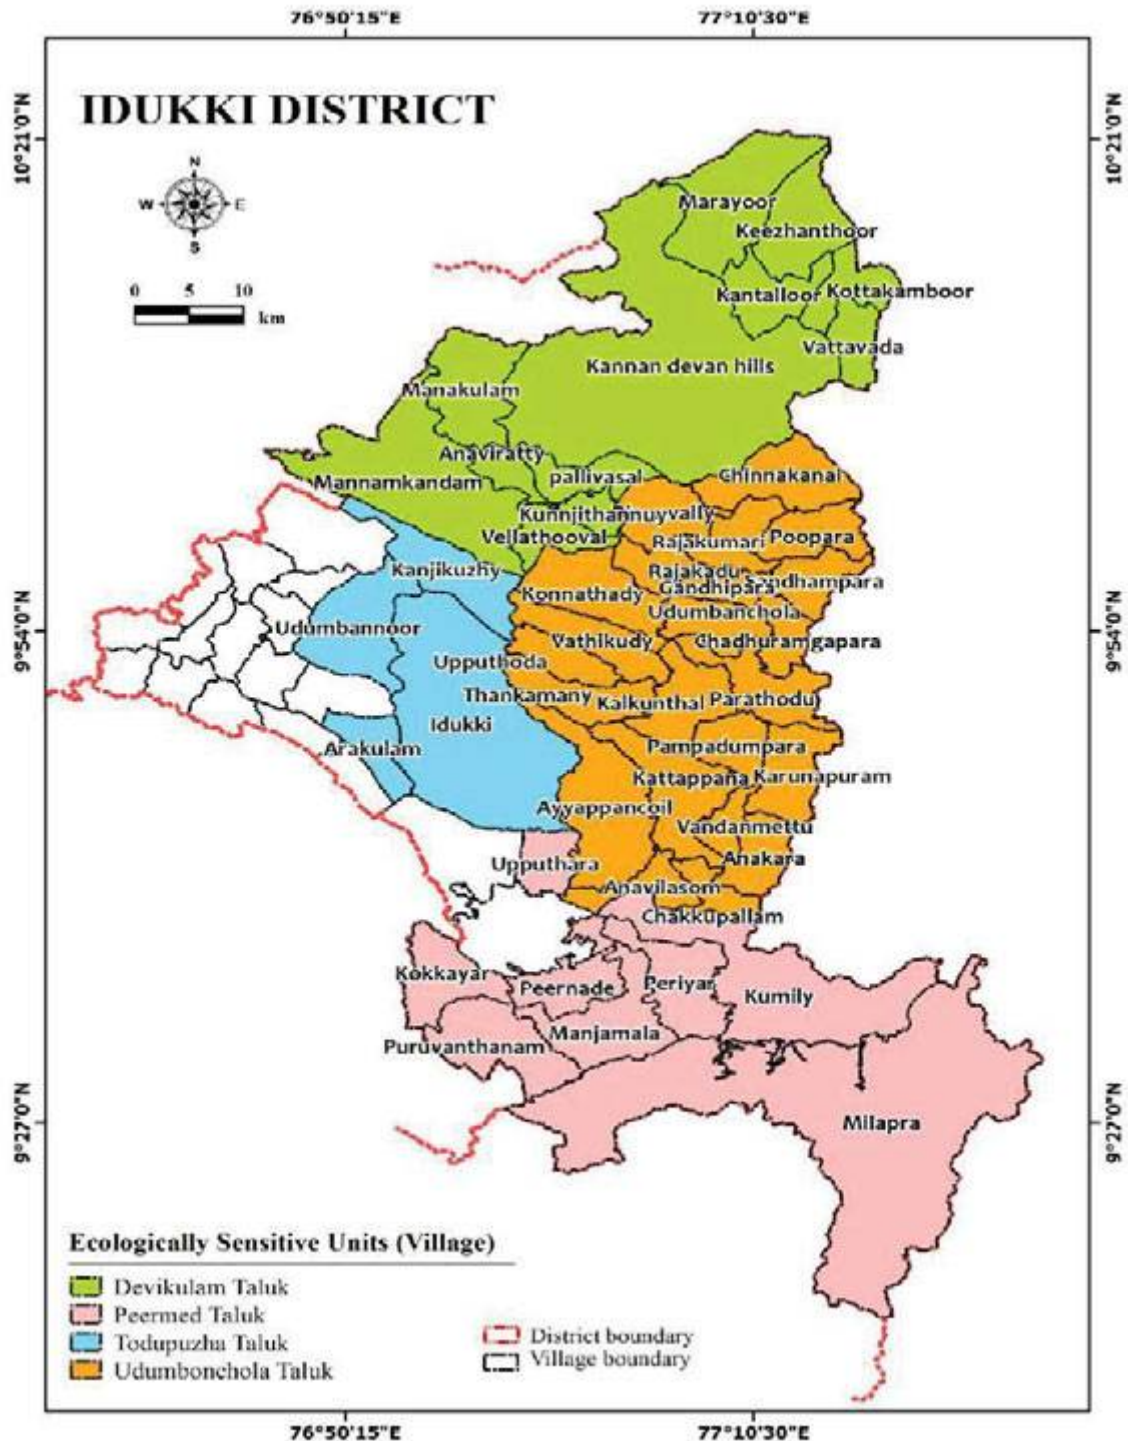 76°50'15"E 77°10'30"E
10°21'0"N 10°21'0"N
IDUKKI DISTRICT
N
W E
S
0 5 10
km
Marayoor
Keezhanthoor
Kantalloor Kottakamboor
Vattavada
Kannan devan hills
Manakulam
Anaviratty
Mannamkandam
pallivasal
Chinnakanal
Kunnjithannuyvally
Vellathooval
Rajakumari Poopara
Kanjikuzhy
Rajakadu
Gandhipara Sandhampara
Konnathady
Udumbanchola
9°54'0"N 9°54'0"N
Udumbannoor
Vathikudy Chadhuramgapara
Upputhoda
Thankamany Kalkunthal Parathodu
Idukki
Arakulam
Pampadumpara
Kattappana Karunapuram
Ayyappancoil
Vandanmettu
Anakara
Upputhara
Anavilasom
Chakkupallam
Kokkayar
Peernade Periyar Kumily
Manjamala
Puruvanthanam
Milapra
9°27'0"N 9°27'0"N
Ecologically Sensitive Units (Village)
Devikulam Taluk
Peermed Taluk
Todupuzha Taluk
Udumbonchola Taluk
District boundary
Village boundary
76°50'15"E 77°10'30"E